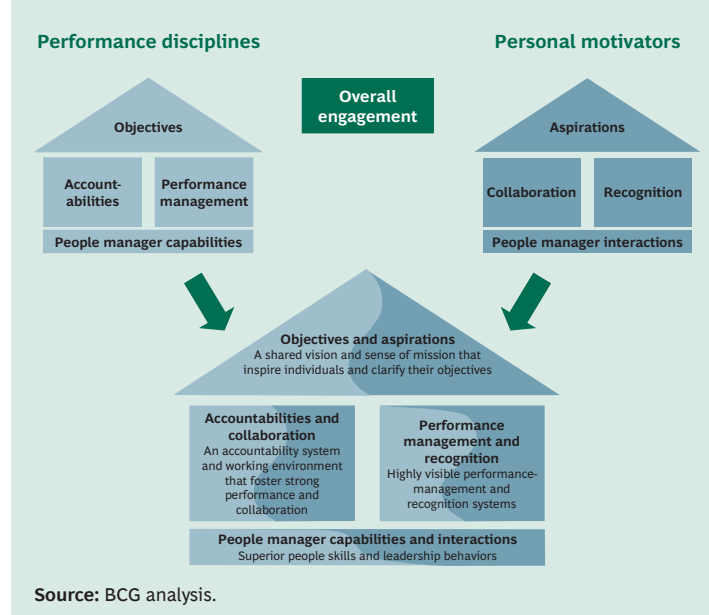 Performance disciplines
Personal motivators
Overall
engagement
Objectives
Account-
abilities
Performance
management
People manager capabilities
Aspirations
Collaboration
Recognition
People manager interactions
Objectives and aspirations
A shared vision and sense of mission that
inspire individuals and clarify their objectives
Accountabilities and
collaboration
An accountability system
and working environment
that foster strong
performance and
collaboration
Performance
management and
recognition
Highly visible performance-
management and
recognition systems
People manager capabilities and interactions
Superior people skills and leadership behaviors
Source: BCG analysis.